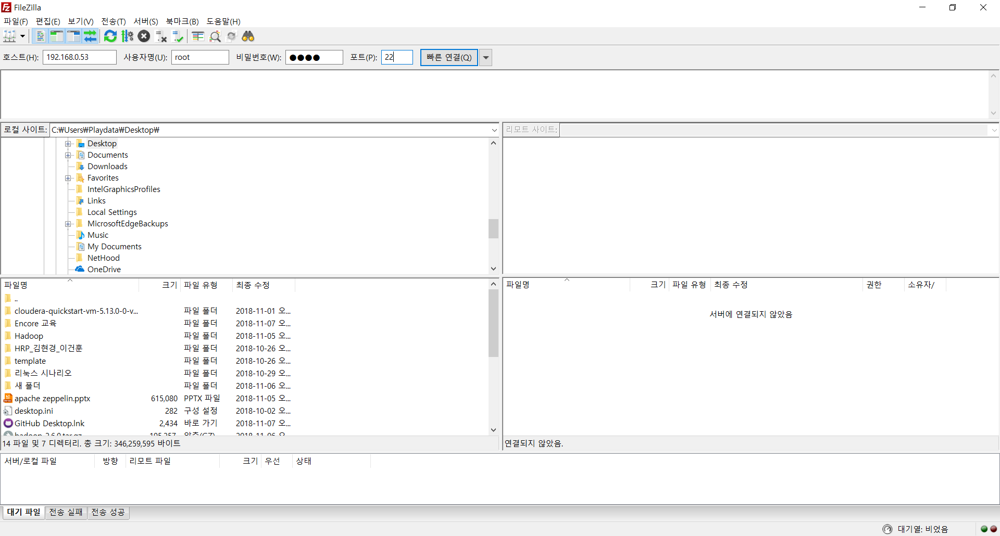 FileZilla
파일(F) 편집(E) 보기(V) 전송(T) 서버(S) 북마크(B) 도움말(H)
호스트(H): 192.168.0.53 사용자명(U): root 비밀번호(W): ●●●● 포트(P): 22 빠른 연결(Q)
로컬 사이트: C:₩Users₩Playdata₩Desktop₩
Desktop
Documents
Downloads
Favorites
IntelGraphicsProfiles
Links
Local Settings
MicrosoftEdgeBackups
Music
My Documents
NetHood
OneDrive
리모트 사이트:
파일명 크기 파일 유형 최종 수정
..
cloudera-quickstart-vm-5.13.0-0-v... 파일 폴더 2018-11-01 오...
Encore 교육 파일 폴더 2018-11-07 오...
Hadoop 파일 폴더 2018-11-05 오...
HRP_김현경_이건훈 파일 폴더 2018-10-26 오...
template 파일 폴더 2018-10-26 오...
리눅스 시나리오 파일 폴더 2018-10-29 오...
새 폴더 파일 폴더 2018-11-06 오...
apache zeppelin.pptx 615,080 PPTX 파일 2018-11-05 오...
desktop.ini 282 구성 설정 2018-10-02 오...
GitHub Desktop.lnk 2,434 바로 가기 2018-11-07 오...
hadoop-2.6.0.tar.gz 195,257, 압축(GZ) 2018-11-06 오...
14 파일 및 7 디렉터리. 총 크기: 346,259,595 바이트
파일명 크기 파일 유형 최종 수정 권한 소유자/
서버에 연결되지 않았음
연결되지 않았음.
서버/로컬 파일 방향 리모트 파일 크기 우선 상태
대기 파일 전송 실패 전송 성공
대기열: 비었음